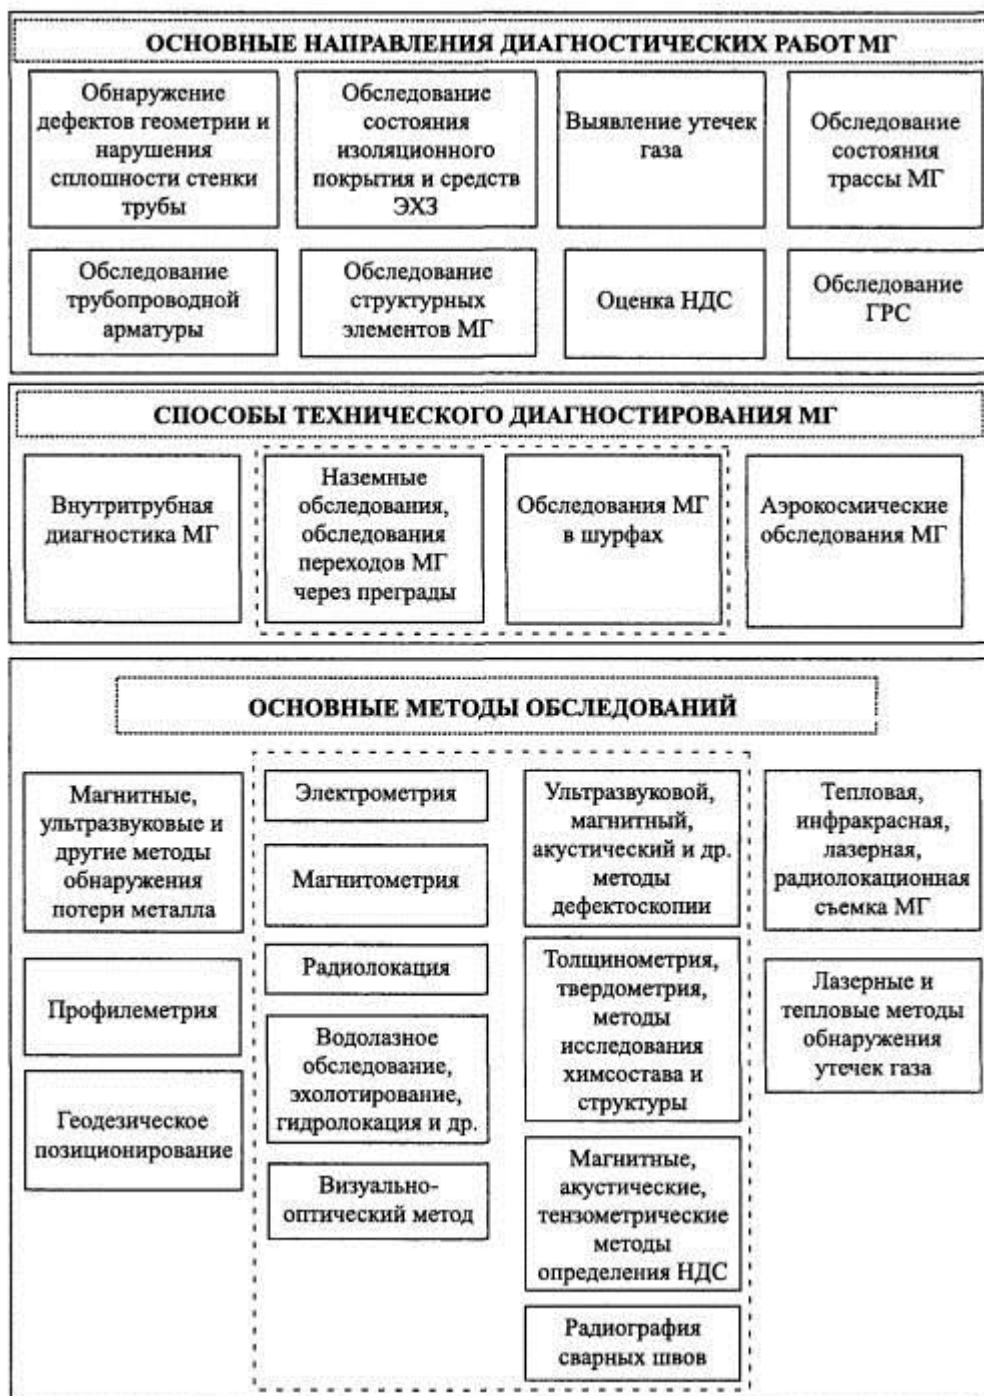 ОСНОВНЫЕ НАПРАВЛЕНИЯ ДИАГНОСТИЧЕСКИХ РАБОТ МГ
Обнаружение
дефектов геометрии и
нарушения
сплошности стенки
трубы
Обследование
состояния
изоляционного
покрытия и средств
ЭХЗ
Выявление утечек
газа
Обследование
состояния
трассы МГ
Обследование
трубопроводной
арматуры
Обследование
структурных
элементов МГ
Оценка НДС
Обследование
ГРС
СПОСОБЫ ТЕХНИЧЕСКОГО ДИАГНОСТИРОВАНИЯ МГ
Внутритрубная
диагностика МГ
Наземные
обследования,
обследования
переходов МГ
через преграды
Обследования МГ
в шурфах
Аэрокосмические
обследования МГ
ОСНОВНЫЕ МЕТОДЫ ОБСЛЕДОВАНИЙ
Магнитные,
ультразвуковые и
другие методы
обнаружения
потери металла
Профилеметрия
Геодезическое
позиционирование
Электрометрия
Магнитометрия
Радиолокация
Водолазное
обследование,
эхолотирование,
гидролокация и др.
Визуально-
оптический метод
Ультразвуковой,
магнитный,
акустический и др.
методы
дефектоскопии
Толщинометрия,
твердометрия,
методы
исследования
химсостава и
структуры
Магнитные,
акустические,
тензометрические
методы
определения НДС
Радиография
сварных швов
Тепловая,
инфракрасная,
лазерная,
радиолокационная
съемка МГ
Лазерные и
тепловые методы
обнаружения
утечек газа